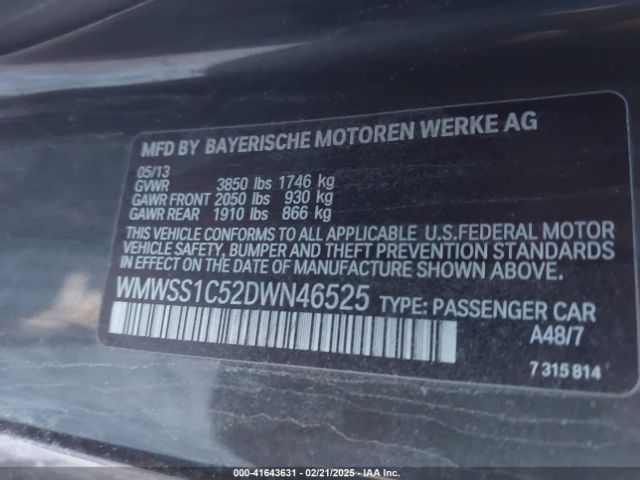 MFD BY BAYERISCHE MOTOREN WERKE AG
05/13
GVWR 3850 lbs 1746 kg
GAWR FRONT 2050 lbs 930 kg
GAWR REAR 1910 lbs 866 kg
THIS VEHICLE CONFORMS TO ALL APPLICABLE U.S.FEDERAL MOTOR
VEHICLE SAFETY, BUMPER AND THEFT PREVENTION STANDARDS
IN EFFECT ON THE DATE OF MANUFACTURE SHOWN ABOVE.
WMWSS1C52DWN46525 TYPE: PASSENGER CAR
A48/7
7 315 814
000-41643631 - 02/21/2025 - IAA Inc.